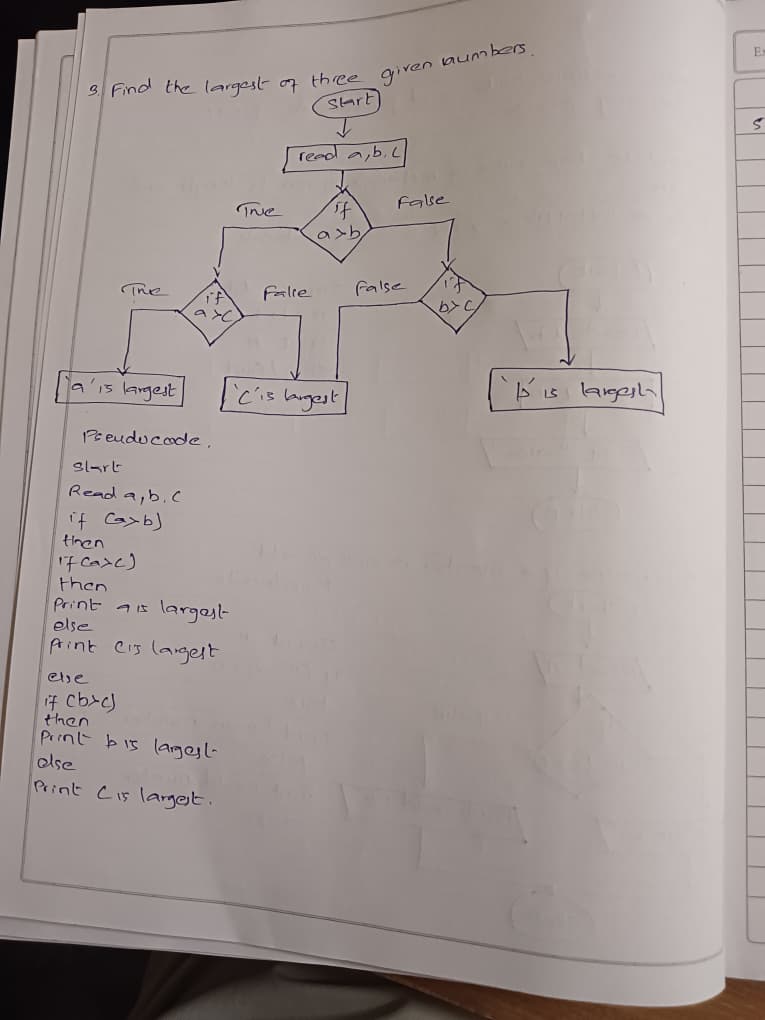 3. Find the largest of three given numbers.
Start
read a,b,c
if
a>b
True
False
if
a>c
True
False
False
if
b>c
'a' is largest
'c' is largest
'b' is largest
Pseudocode.
Start
Read a, b, c
if (a>b)
then
if (a>c)
then
Print a is largest
else
Print c is largest
else
if (b>c)
then
Print b is largest
else
Print c is largest.